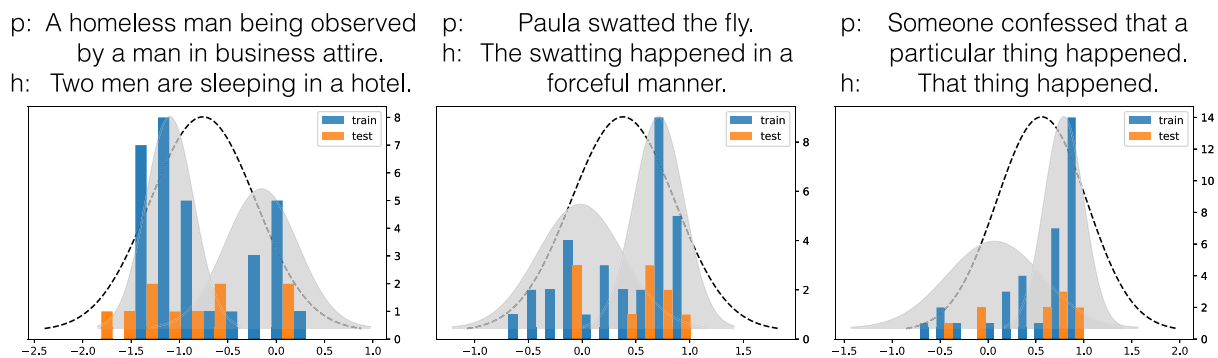 p: A homeless man being observed
by a man in business attire.
h: Two men are sleeping in a hotel.
train
test
8
7
6
5
4
3
2
1
0
−2.5 −2.0 −1.5 −1.0 −0.5 0.0 0.5 1.0
p: Paula swatted the fly.
h: The swatting happened in a
forceful manner.
train
test
8
6
4
2
0
−1.0 −0.5 0.0 0.5 1.0 1.5
p: Someone confessed that a
particular thing happened.
h: That thing happened.
train
test
14
12
10
8
6
4
2
0
−1.5 −1.0 −0.5 0.0 0.5 1.0 1.5 2.0